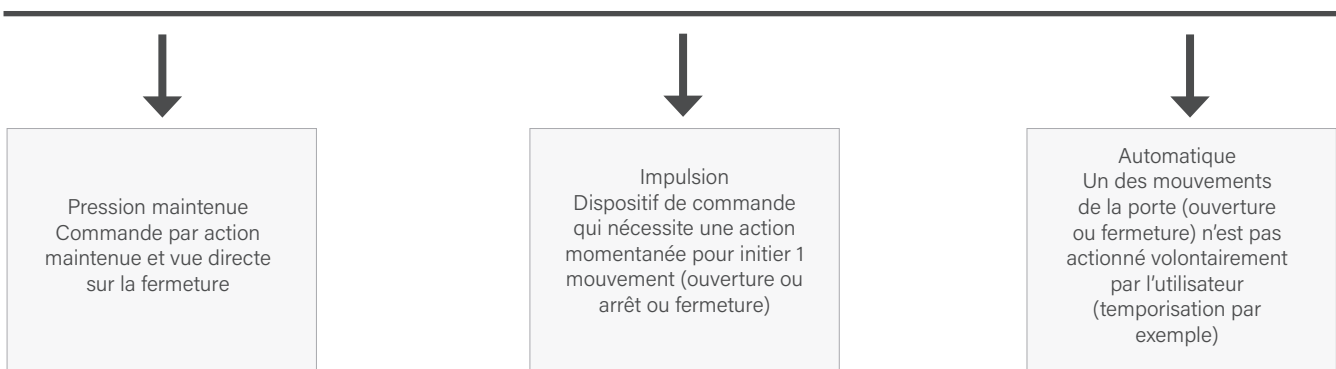 Pression maintenue
Commande par action
maintenue et vue directe
sur la fermeture
Impulsion
Dispositif de commande
qui nécessite une action
momentanée pour initier 1
mouvement (ouverture ou
arrêt ou fermeture)
Automatique
Un des mouvements
de la porte (ouverture
ou fermeture) n’est pas
actionné volontairement
par l’utilisateur
(temporisation par
exemple)